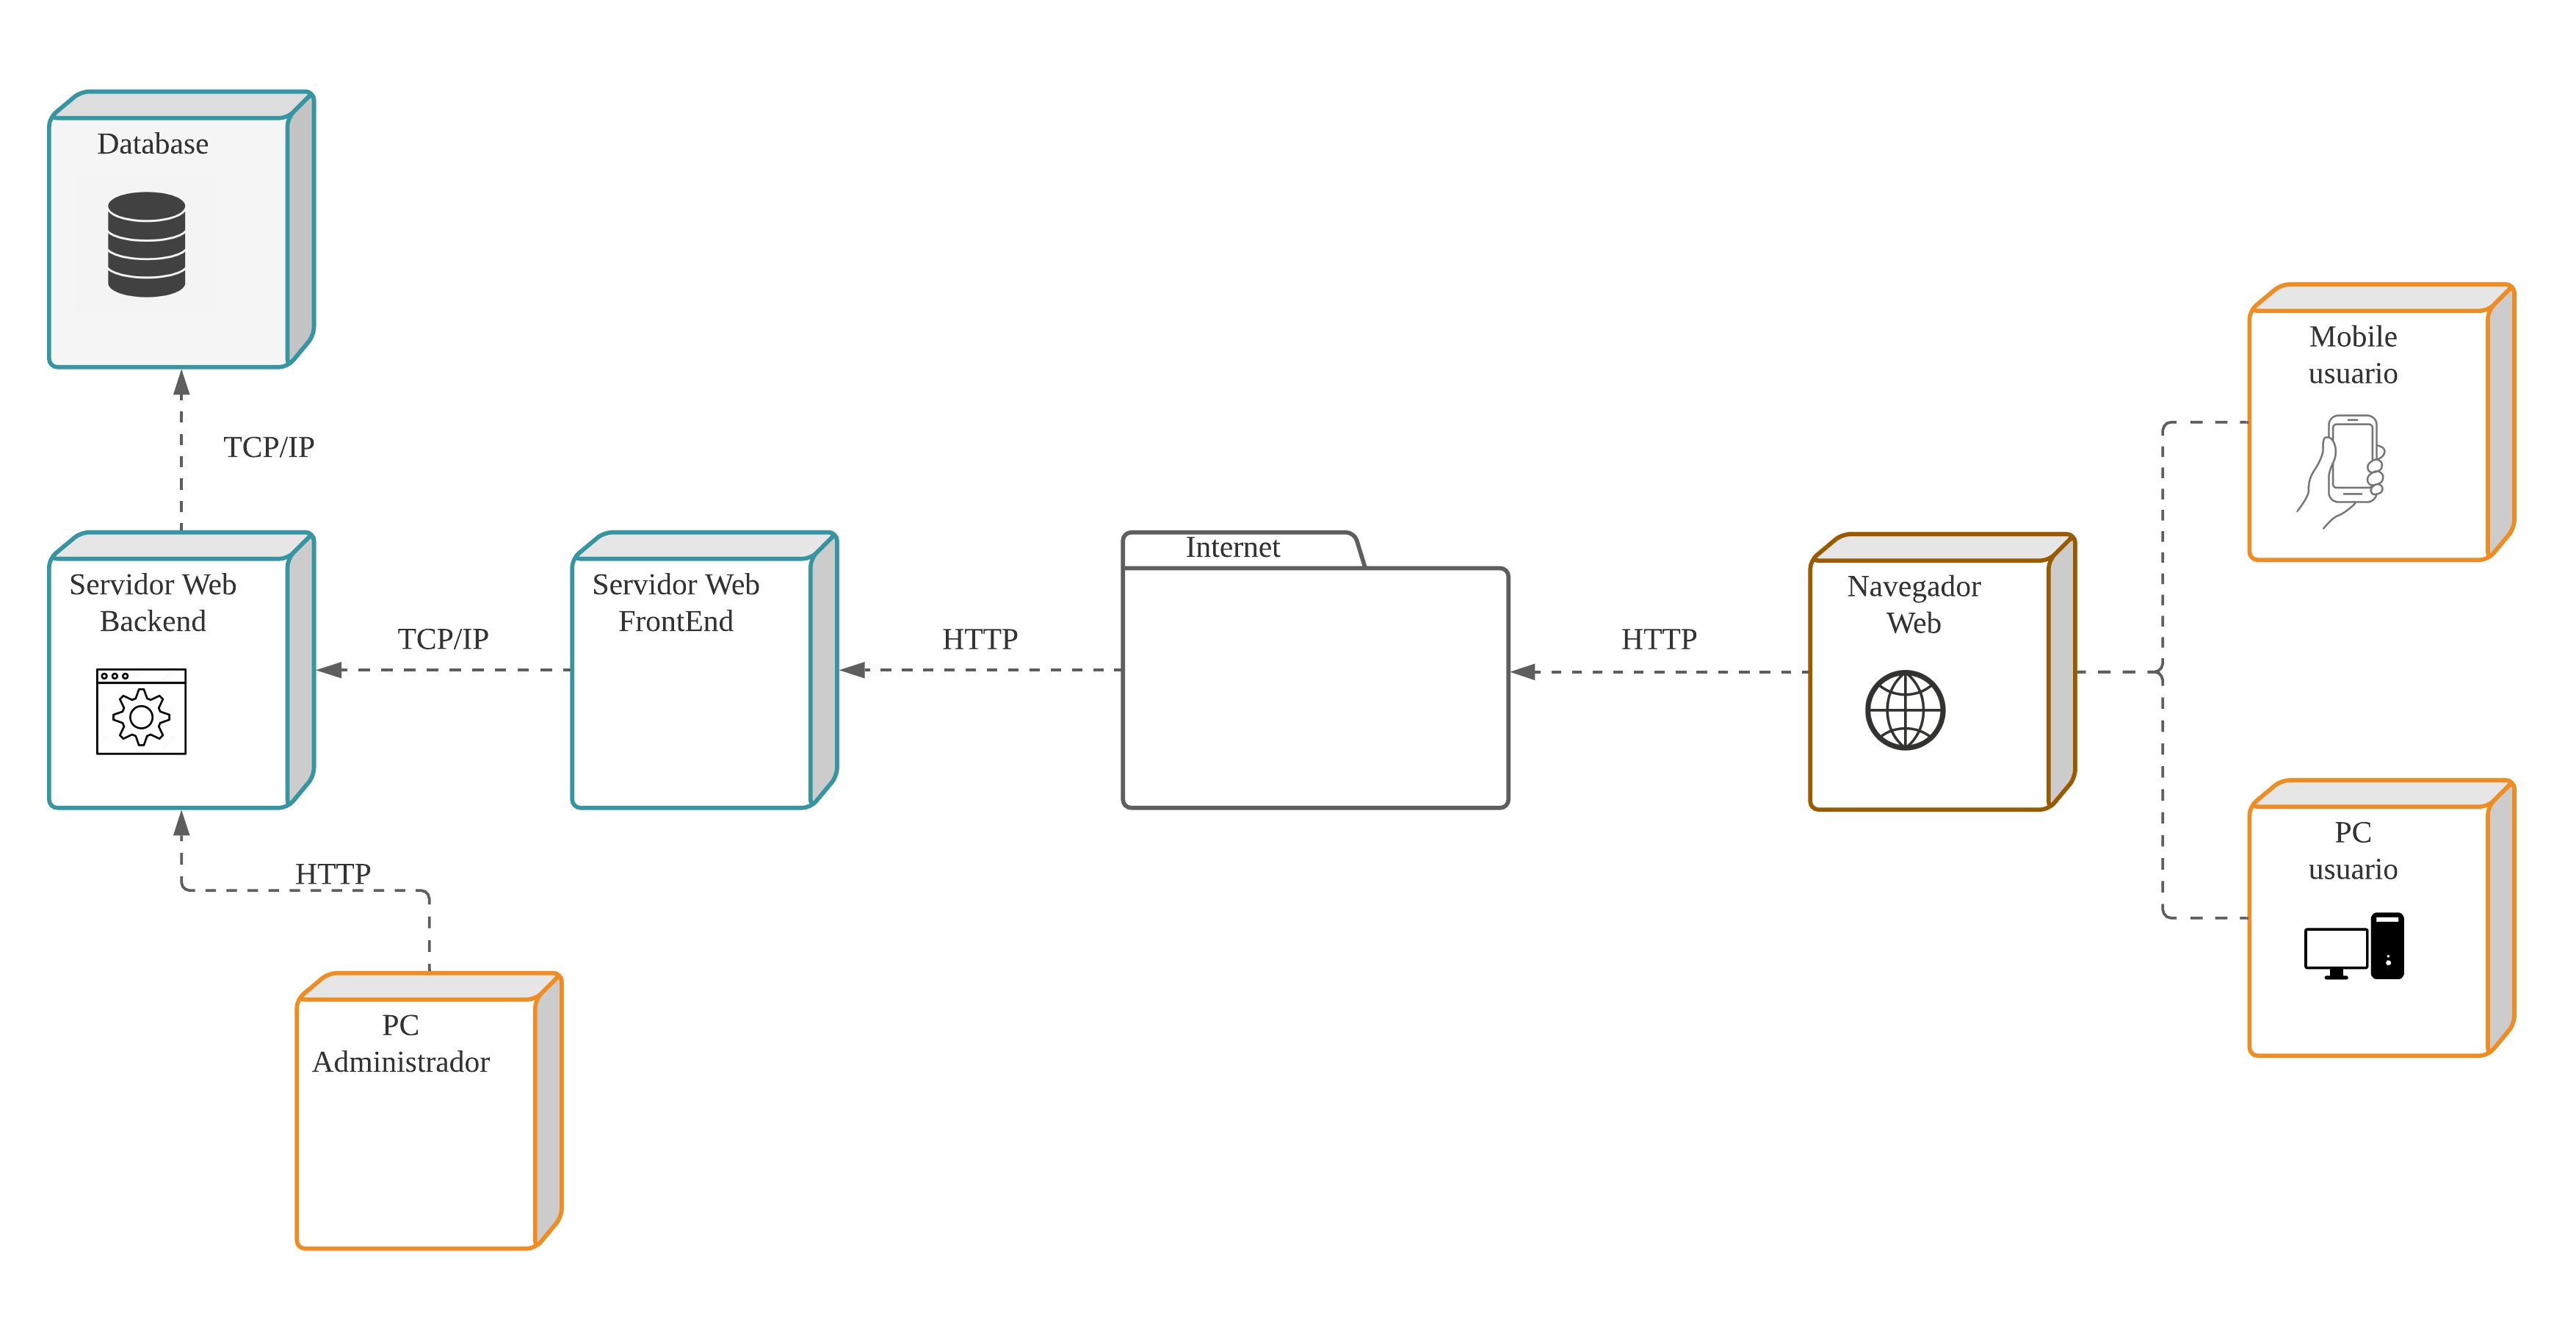 Database
TCP/IP
Mobile
usuario
Internet
Servidor Web
Backend
TCP/IP
Servidor Web
FrontEnd
HTTP
HTTP
Navegador
Web
PC
usuario
HTTP
PC
Administrador